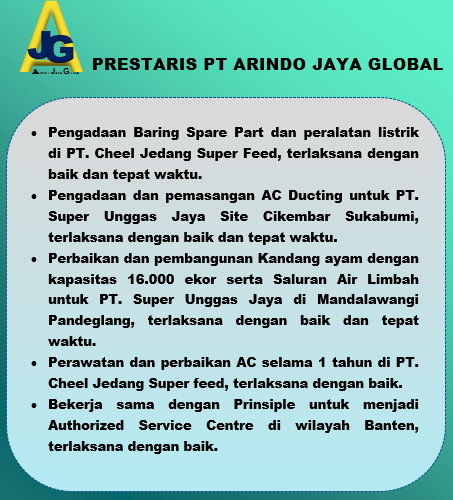 AJG
Arindo Jaya Global
PRESTARIS PT ARINDO JAYA GLOBAL
• Pengadaan Baring Spare Part dan peralatan listrik
di PT. Cheel Jedang Super Feed, terlaksana dengan
baik dan tepat waktu.
• Pengadaan dan pemasangan AC Ducting untuk PT.
Super Unggas Jaya Site Cikembar Sukabumi,
terlaksana dengan baik dan tepat waktu.
• Perbaikan dan pembangunan Kandang ayam dengan
kapasitas 16.000 ekor serta Saluran Air Limbah
untuk PT. Super Unggas Jaya di Mandalawangi
Pandeglang, terlaksana dengan baik dan tepat
waktu.
• Perawatan dan perbaikan AC selama 1 tahun di PT.
Cheel Jedang Super feed, terlaksana dengan baik.
• Bekerja sama dengan Prinsiple untuk menjadi
Authorized Service Centre di wilayah Banten,
terlaksana dengan baik.